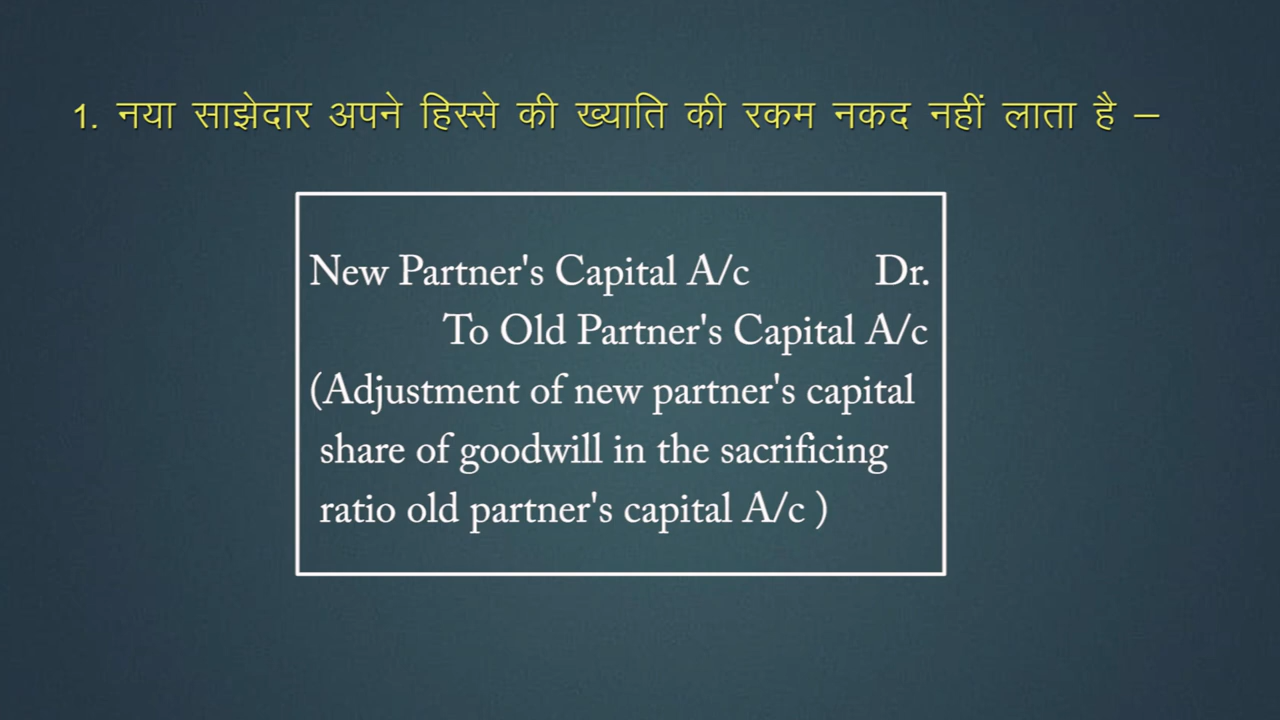 1. नया साझेदार अपने हिस्से की ख्याति की रकम नकद नहीं लाता है –
New Partner's Capital A/c Dr.
To Old Partner's Capital A/c
(Adjustment of new partner's capital
share of goodwill in the sacrificing
ratio old partner's capital A/c )